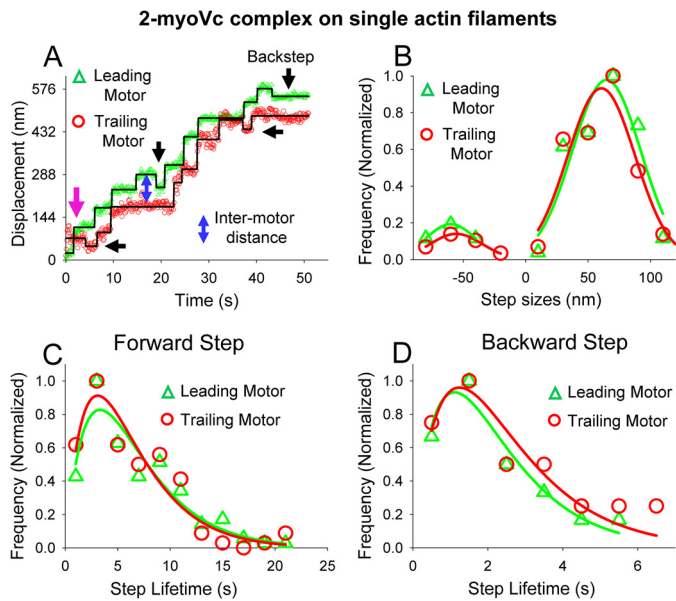 2-myoVc complex on single actin filaments
A
Displacement (nm)
576
432
288
144
0
Leading
Motor
Trailing
Motor
Backstep
Inter-motor
distance
0 10 20 30 40 50 60
Time (s)
B
Frequency (Normalized)
1.0
0.8
0.6
0.4
0.2
0.0
Leading
Motor
Trailing
Motor
-50 0 50 100
Step sizes (nm)
C
Forward Step
Frequency (Normalized)
1.0
0.8
0.6
0.4
0.2
0.0
Leading Motor
Trailing Motor
0 5 10 15 20 25
Step Lifetime (s)
D
Backward Step
Frequency (Normalized)
1.0
0.8
0.6
0.4
0.2
0.0
Leading Motor
Trailing Motor
0 2 4 6
Step Lifetime (s)